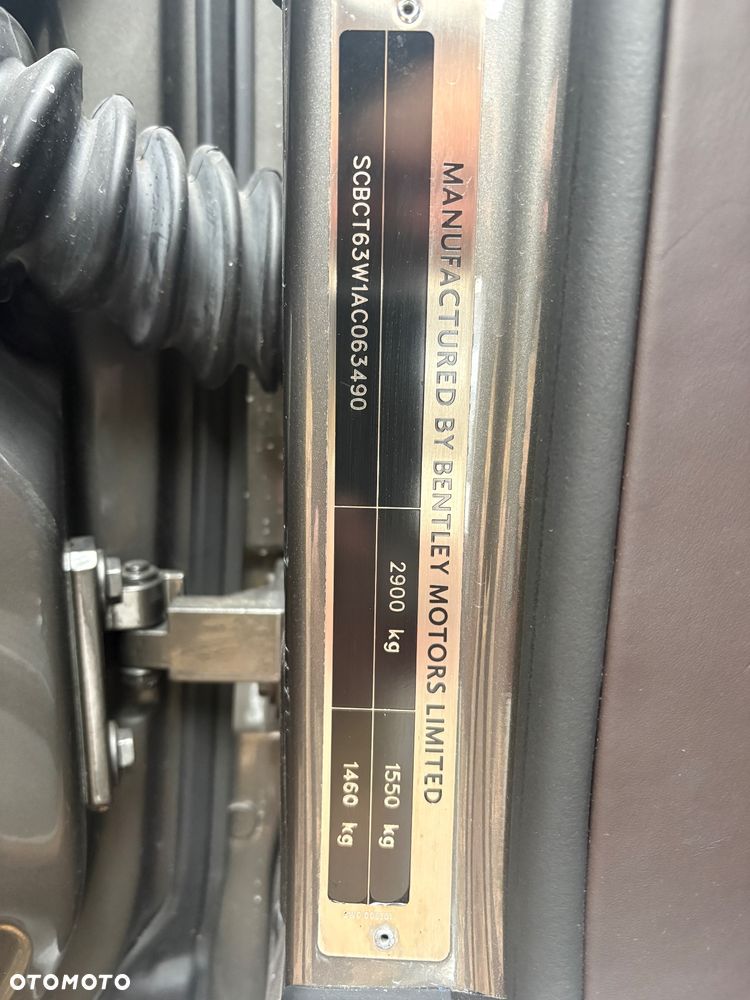 MANUFACTURED BY BENTLEY MOTORS LIMITED
2900 kg
1550 kg
SCBCT63W1AC063490
1460 kg
OTOMOTO